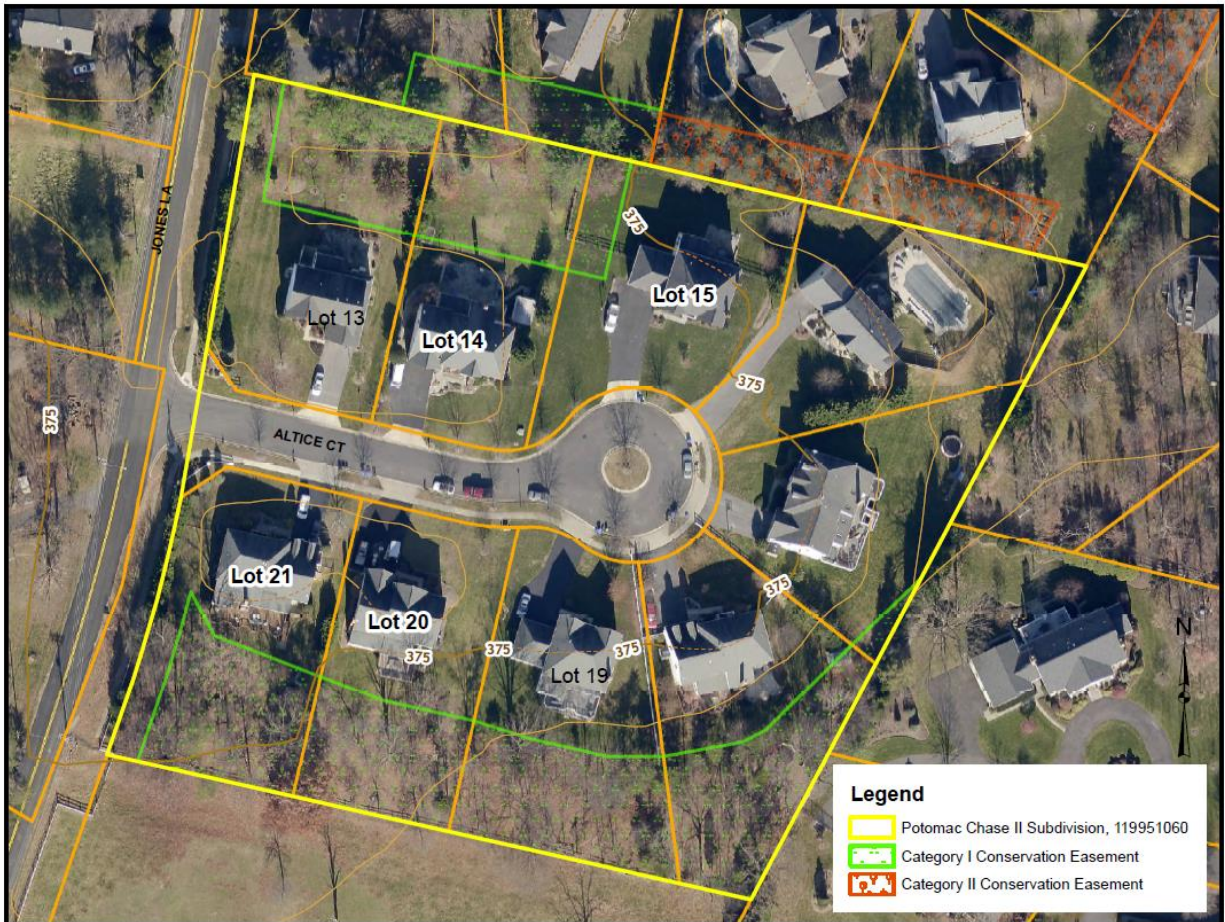 JONES LA
375
Lot 15
Lot 13
Lot 14
375
375
ALTICE CT
Lot 21
Lot 20
375
375
375
375
Lot 19
N
Legend
Potomac Chase II Subdivision, 119951060
Category I Conservation Easement
Category II Conservation Easement